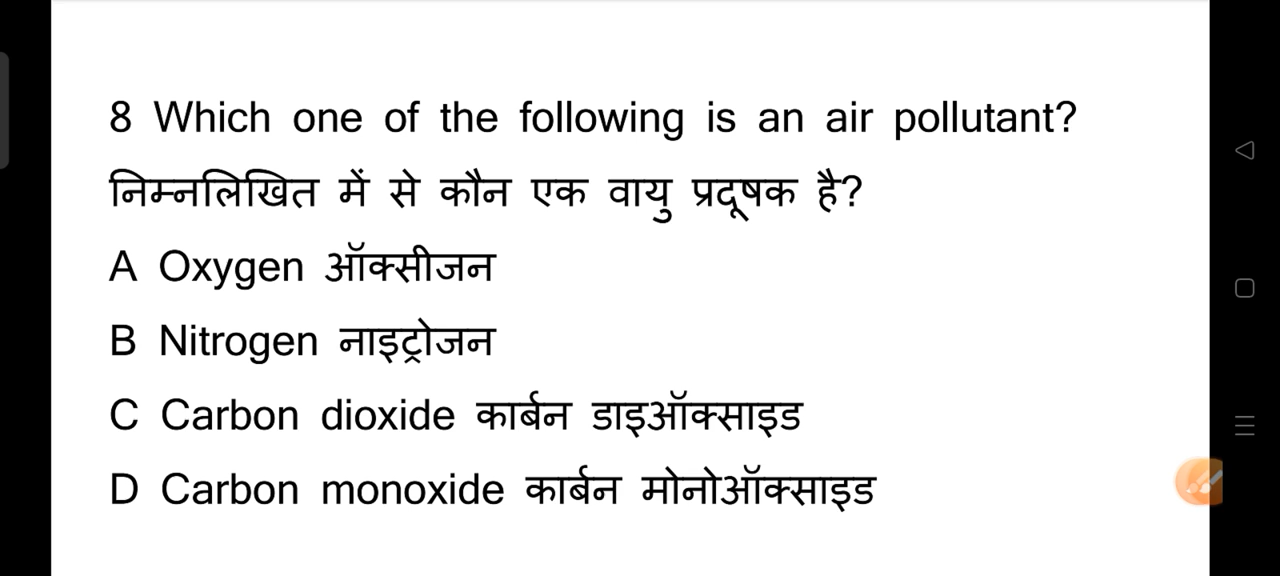 8 Which one of the following is an air pollutant?
निम्नलिखित में से कौन एक वायु प्रदूषक है?
A Oxygen ऑक्सीजन
B Nitrogen नाइट्रोजन
C Carbon dioxide कार्बन डाइऑक्साइड
D Carbon monoxide कार्बन मोनोऑक्साइड